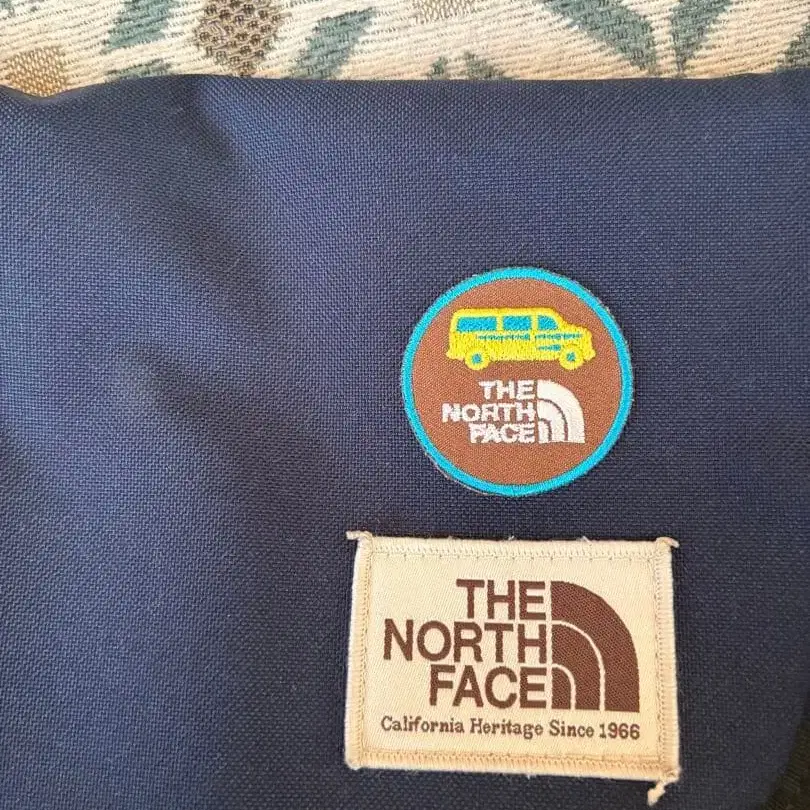 THE
NORTH
FACE
THE
NORTH
FACE
California Heritage Since 1966